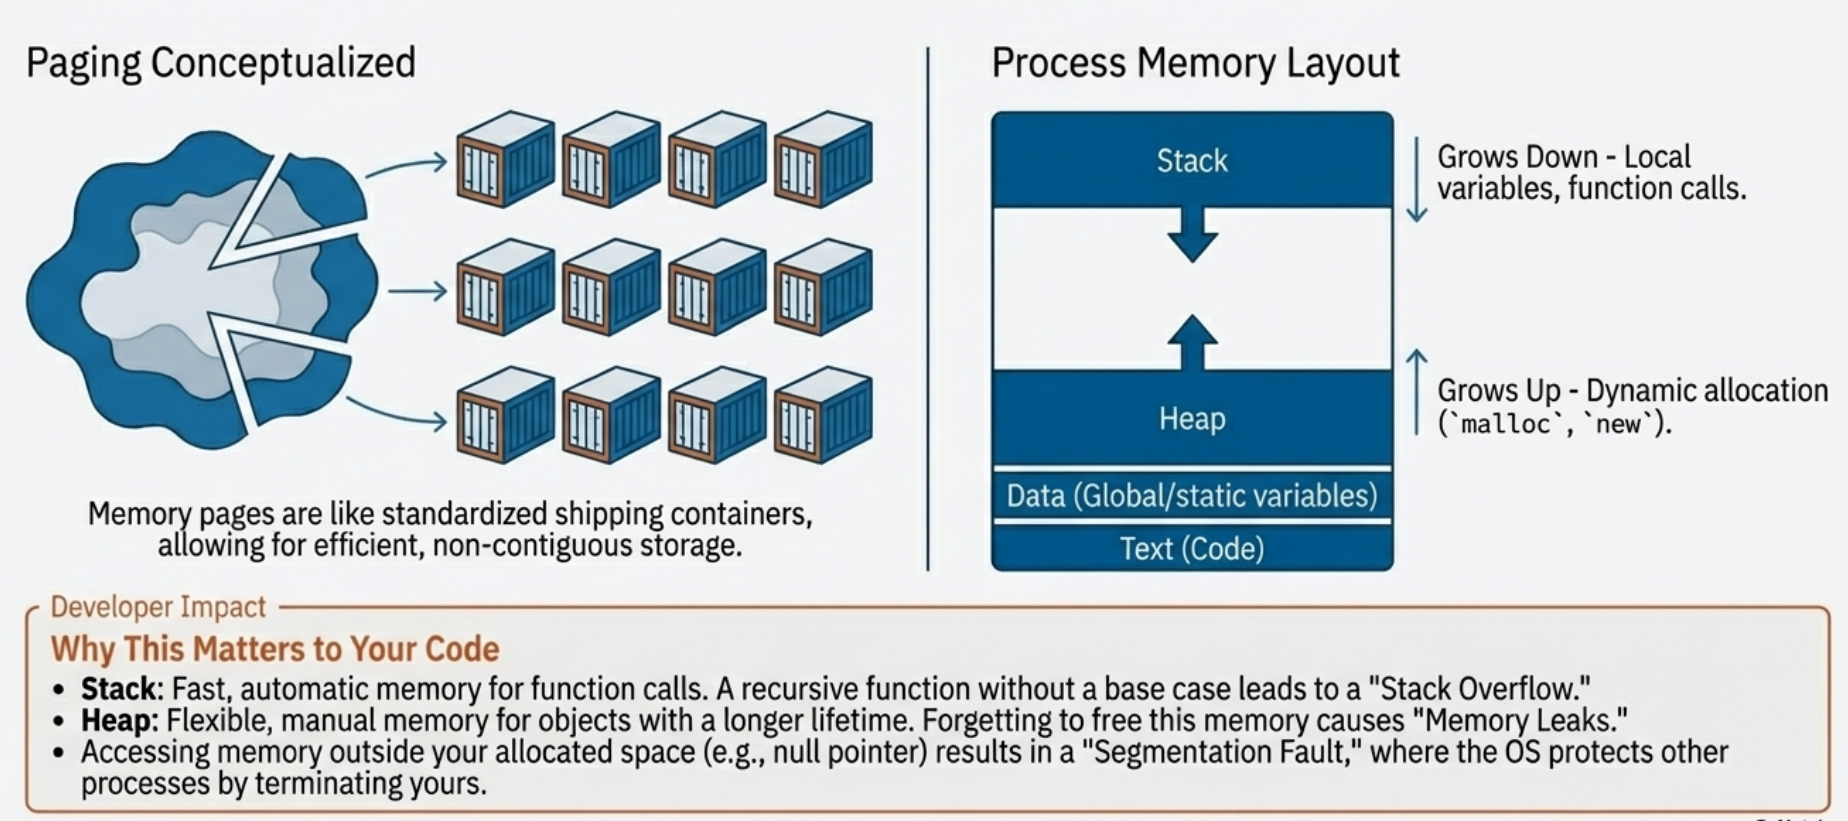 Paging Conceptualized
Memory pages are like standardized shipping containers,
allowing for efficient, non-contiguous storage.
Process Memory Layout
Stack
Grows Down - Local
variables, function calls.
Heap
Grows Up - Dynamic allocation
(`malloc`, `new`).
Data (Global/static variables)
Text (Code)
Developer Impact
Why This Matters to Your Code
• Stack: Fast, automatic memory for function calls. A recursive function without a base case leads to a "Stack Overflow."
• Heap: Flexible, manual memory for objects with a longer lifetime. Forgetting to free this memory causes "Memory Leaks."
• Accessing memory outside your allocated space (e.g., null pointer) results in a "Segmentation Fault," where the OS protects other
processes by terminating yours.